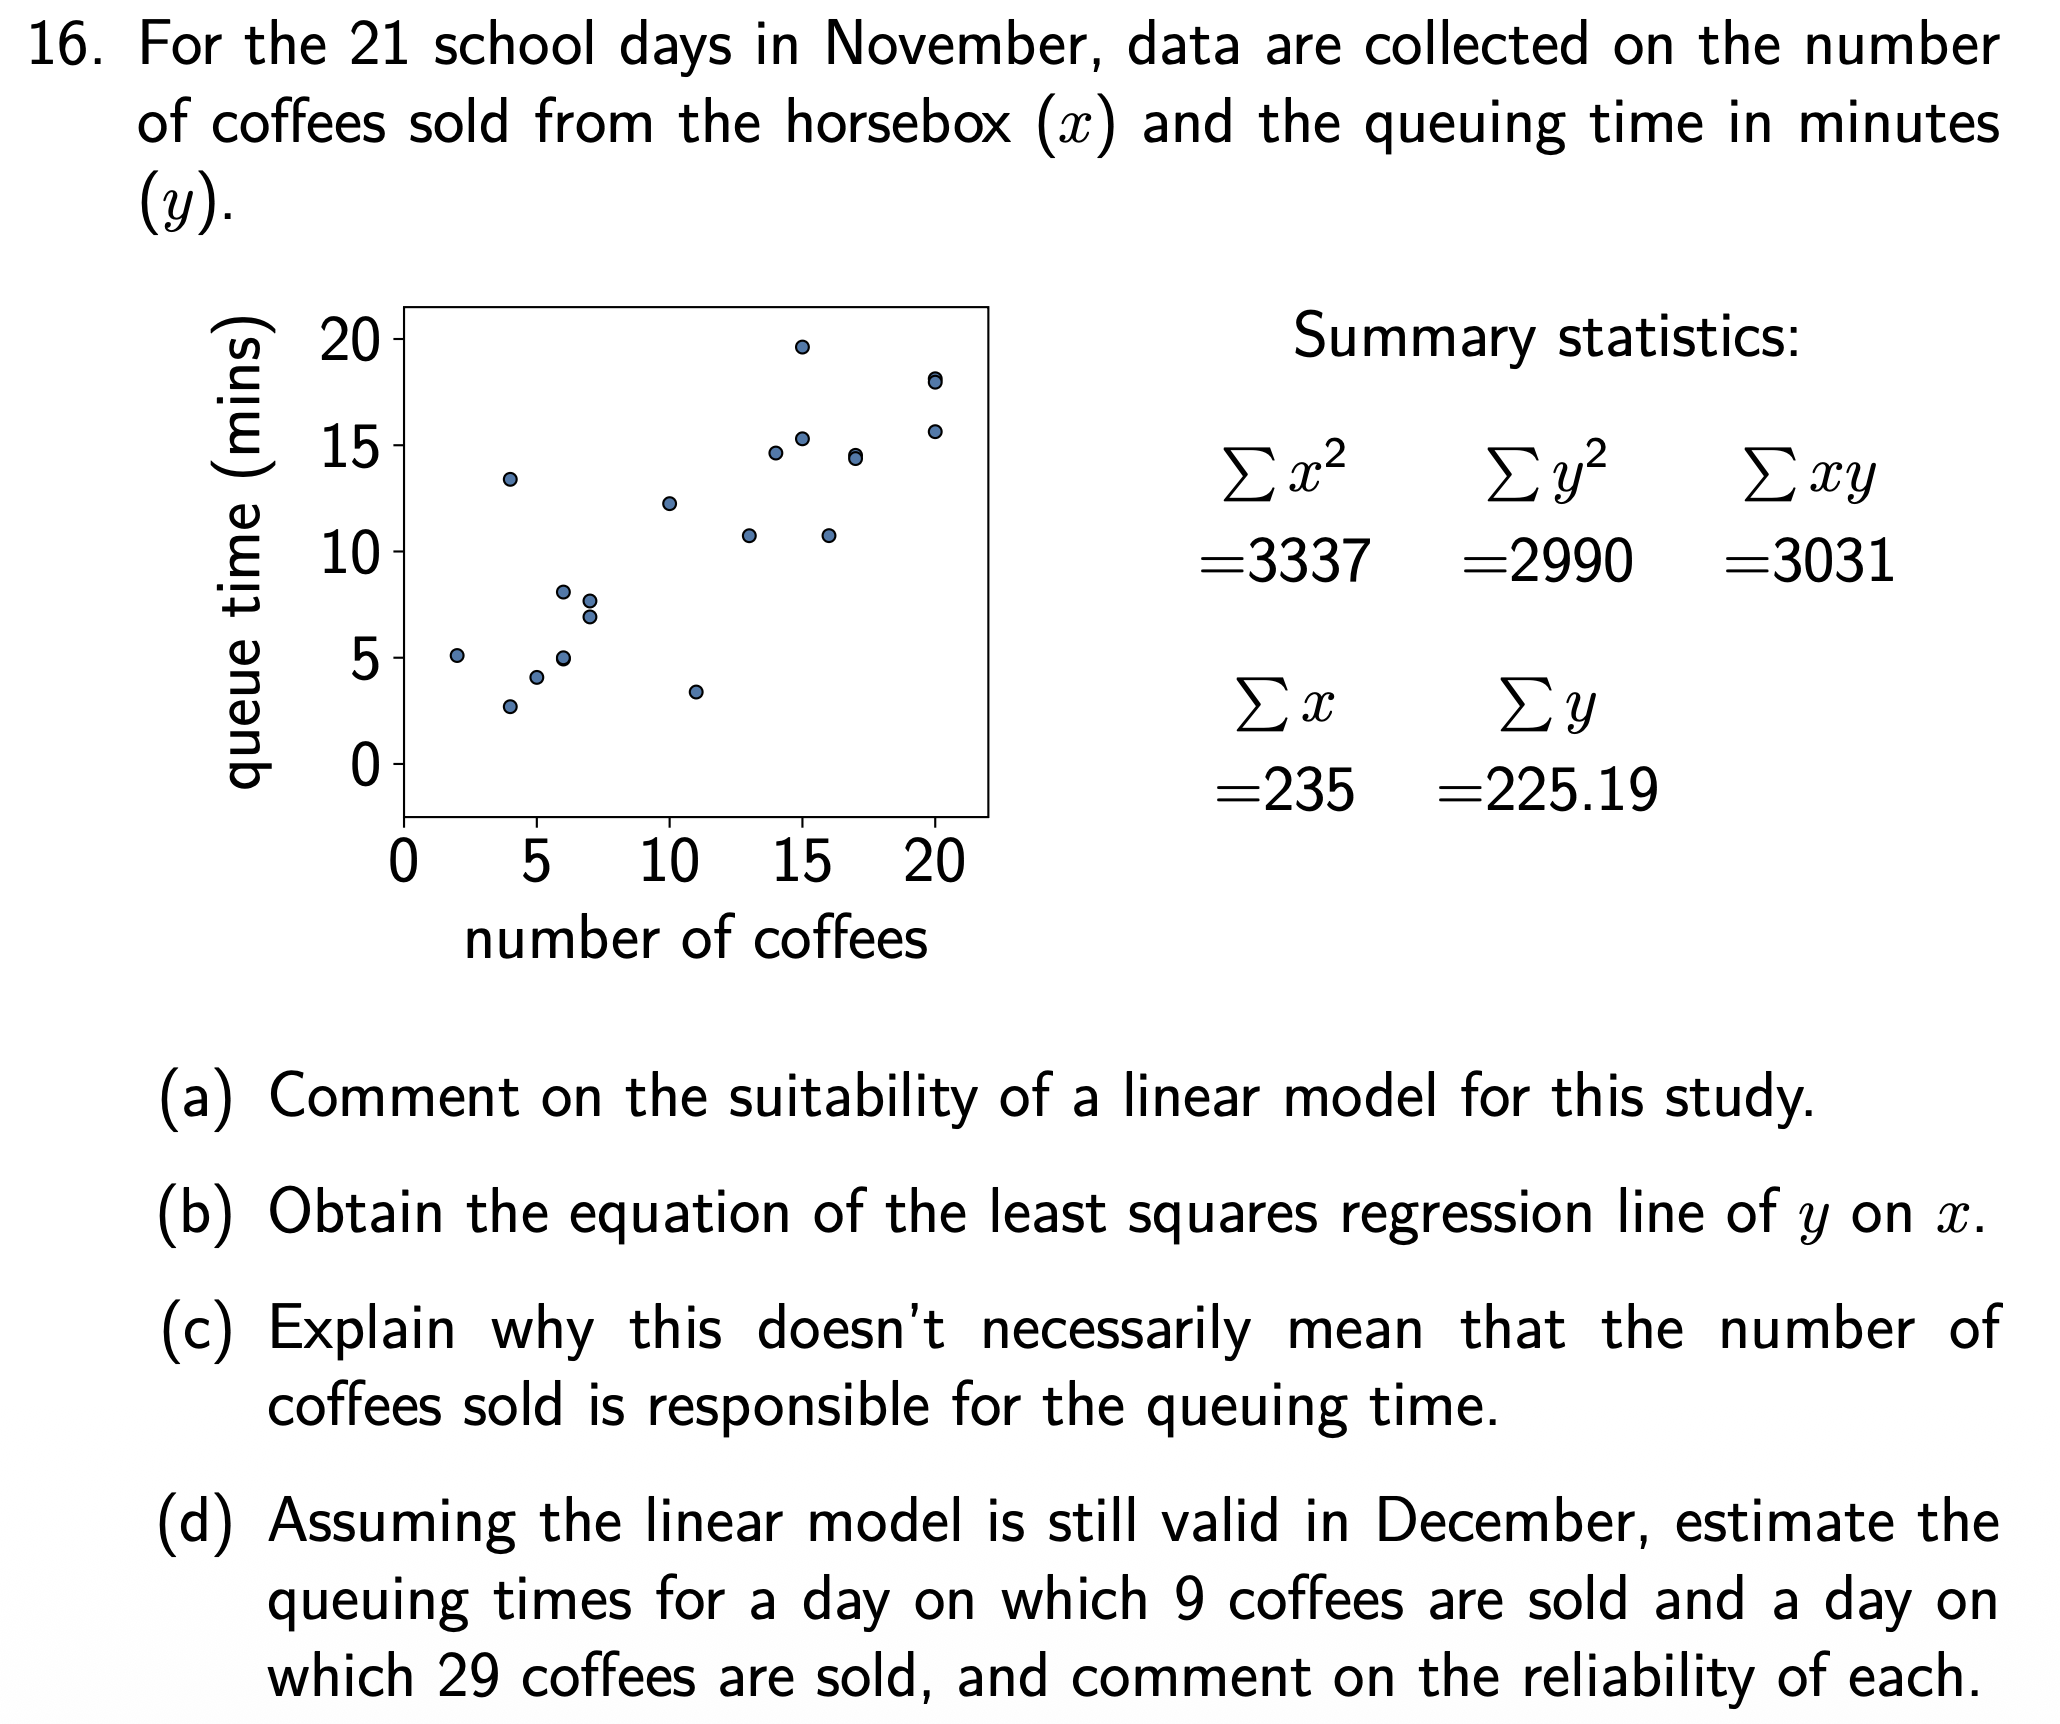 16. For the 21 school days in November, data are collected on the number
of coffees sold from the horsebox (x) and the queuing time in minutes
(y).
queue time (mins)
20
15
10
5
0
0 5 10 15 20
number of coffees
Summary statistics:
∑x² ∑y² ∑xy
=3337 =2990 =3031
∑x ∑y
=235 =225.19
(a) Comment on the suitability of a linear model for this study.
(b) Obtain the equation of the least squares regression line of y on x.
(c) Explain why this doesn't necessarily mean that the number of
coffees sold is responsible for the queuing time.
(d) Assuming the linear model is still valid in December, estimate the
queuing times for a day on which 9 coffees are sold and a day on
which 29 coffees are sold, and comment on the reliability of each.